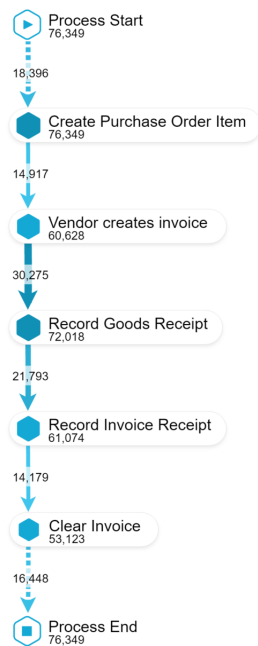 Process Start
76,349
18,396
Create Purchase Order Item
76,349
14,917
Vendor creates invoice
60,628
30,275
Record Goods Receipt
72,018
21,793
Record Invoice Receipt
61,074
14,179
Clear Invoice
53,123
16,448
Process End
76,349